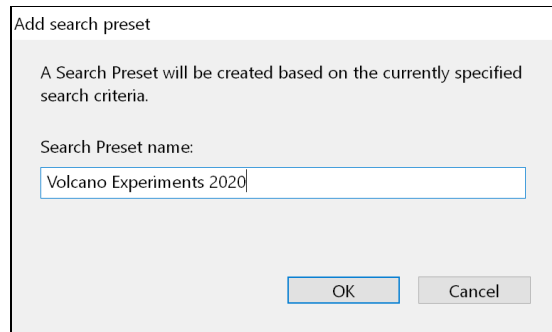 Add search preset
A Search Preset will be created based on the currently specified
search criteria.
Search Preset name:
Volcano Experiments 2020
OK
Cancel